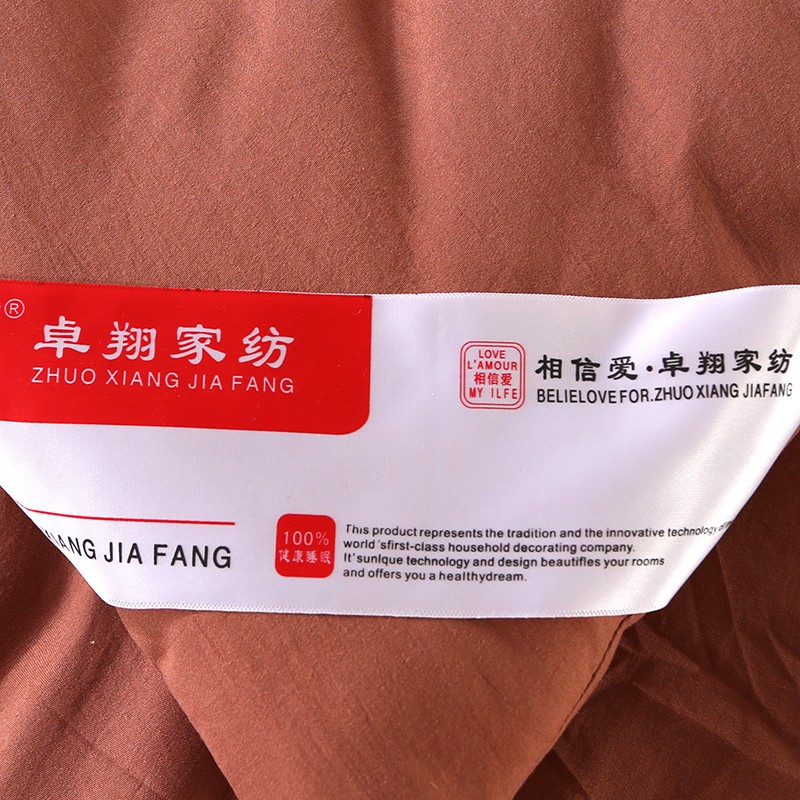 ®
卓翔家纺
ZHUO XIANG JIA FANG
LOVE
L'AMOUR
相信爱
MY ILFE
相信爱·卓翔家纺
BELIELOVE FOR.ZHUO XIANG JIAFANG
XIANG JIA FANG
100%
健康睡眠
This product represents the tradition and the innovative technology of
world 'sfirst-class household decorating company.
It'sunlque technology and design beautifles your rooms
and offers you a healthydream.